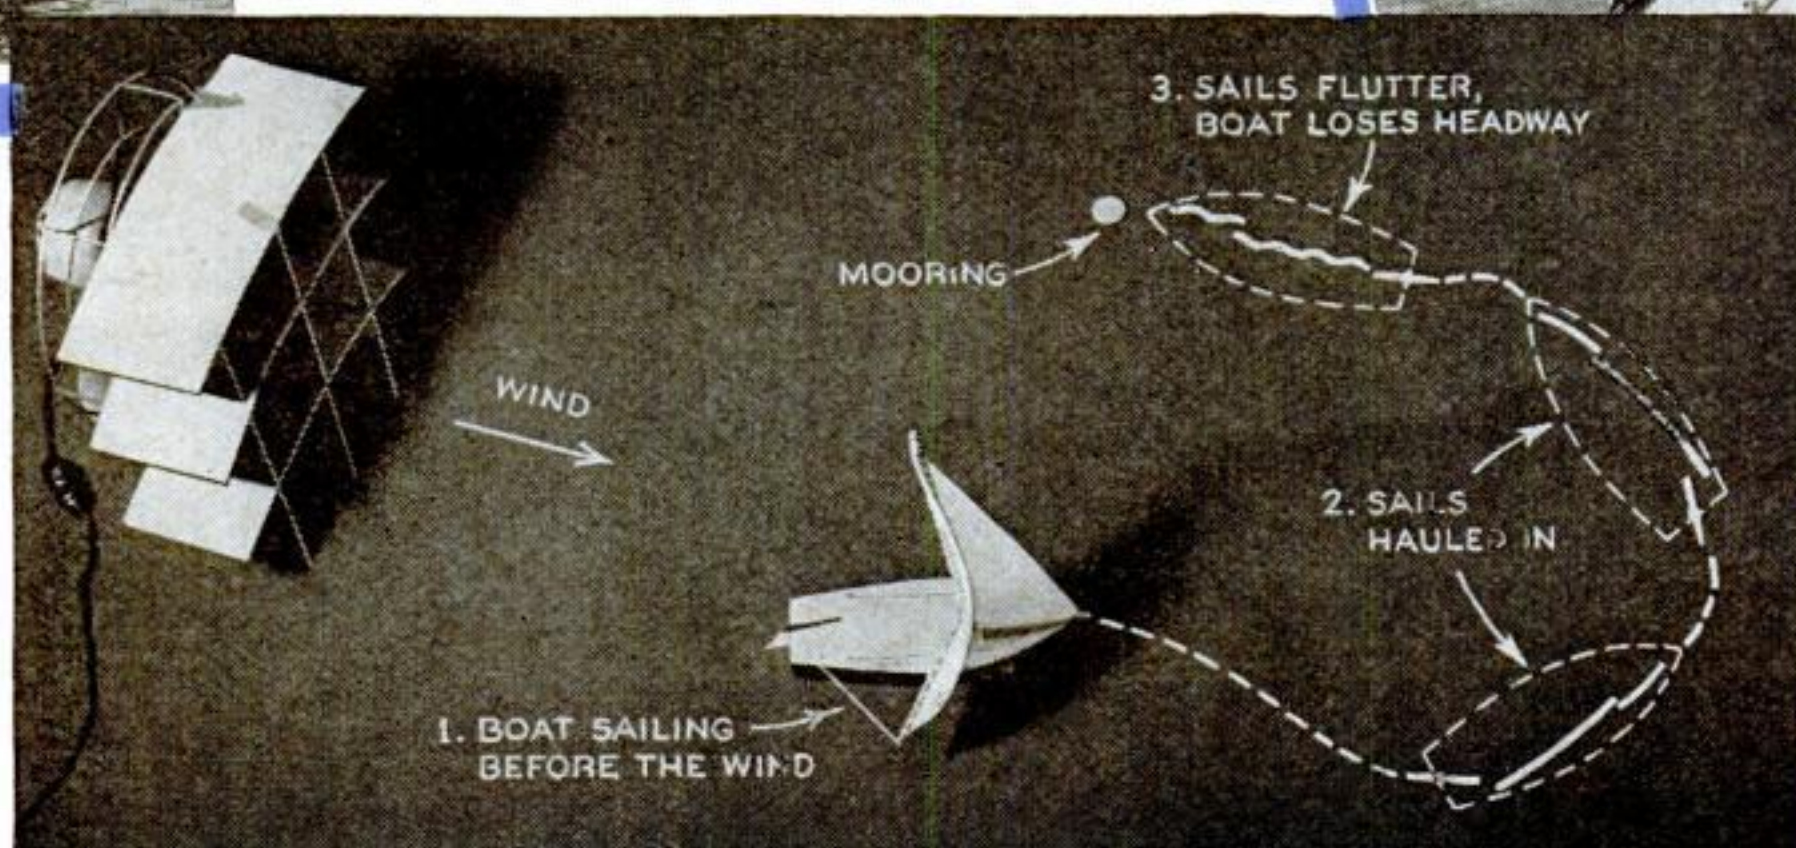 3. SAILS FLUTTER,
BOAT LOSES HEADWAY
MOORING
WIND
2. SAILS
HAULED IN
1. BOAT SAILING
BEFORE THE WIND